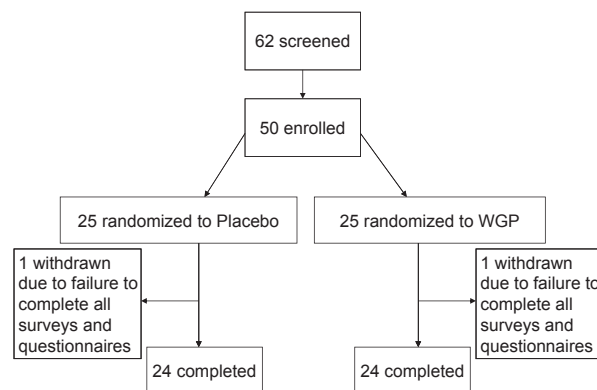 62 screened
50 enrolled
25 randomized to Placebo
25 randomized to WGP
1 withdrawn
due to failure to
complete all
surveys and
questionnaires
1 withdrawn
due to failure to
complete all
surveys and
questionnaires
24 completed
24 completed